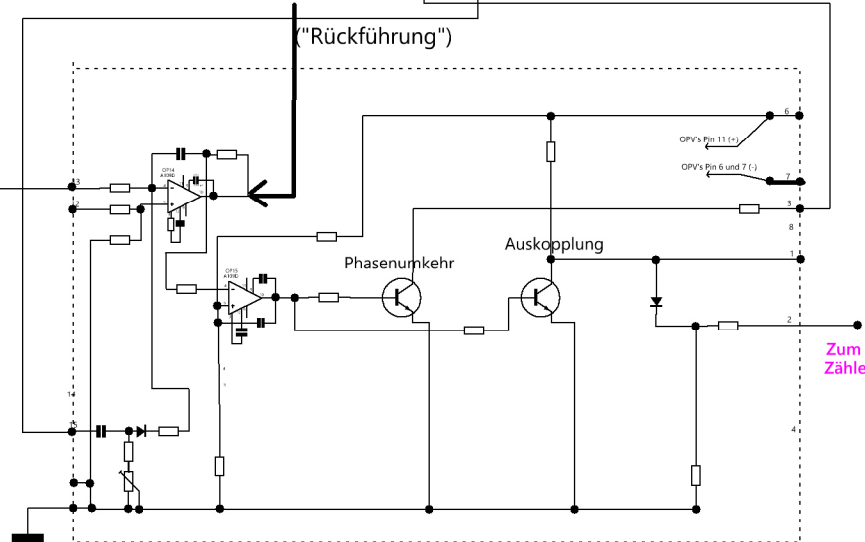 ("Rückführung")
6
OPV's Pin 11 (+)
OPV's Pin 6 und 7 (-)
7
OP14
A109D
13
12
3
8
Auskopplung
Phasenumkehr
1
OP15
A109D
2
Zum
Zähle
14
15
4